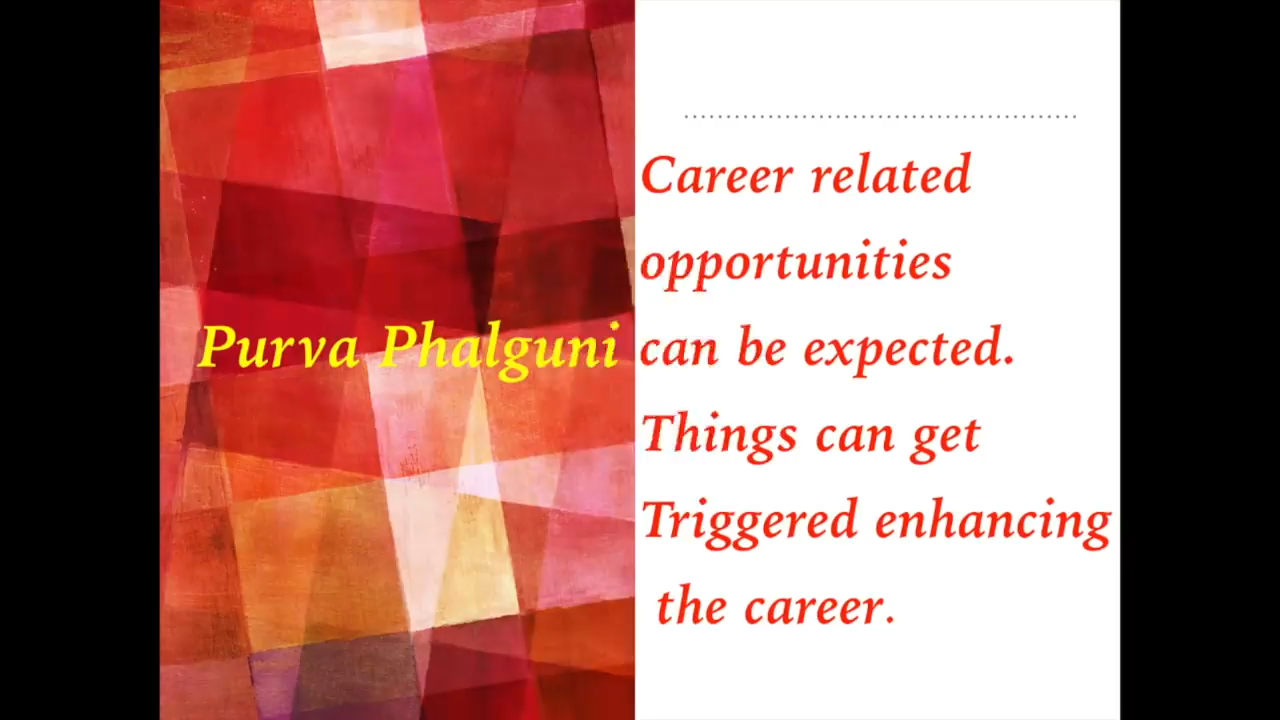 Purva Phalguni
Career related
opportunities
can be expected.
Things can get
Triggered enhancing
the career.